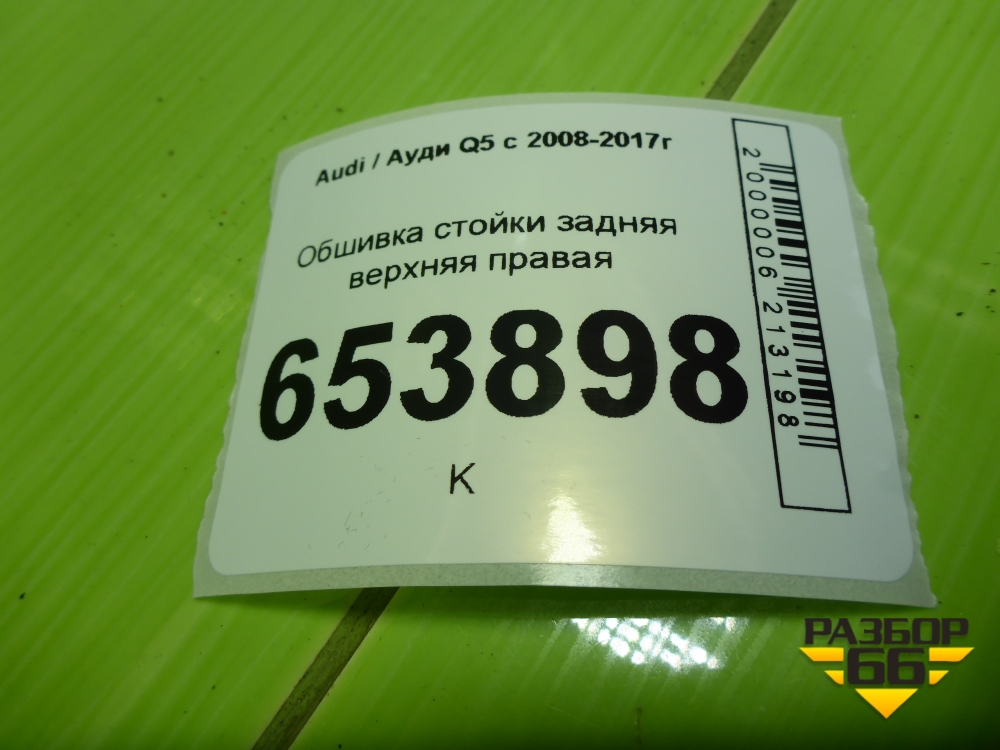 Audi / Ауди Q5 с 2008-2017г
Обшивка стойки задняя
верхняя правая
653898
К
2000006213198
РАЗБОР
66